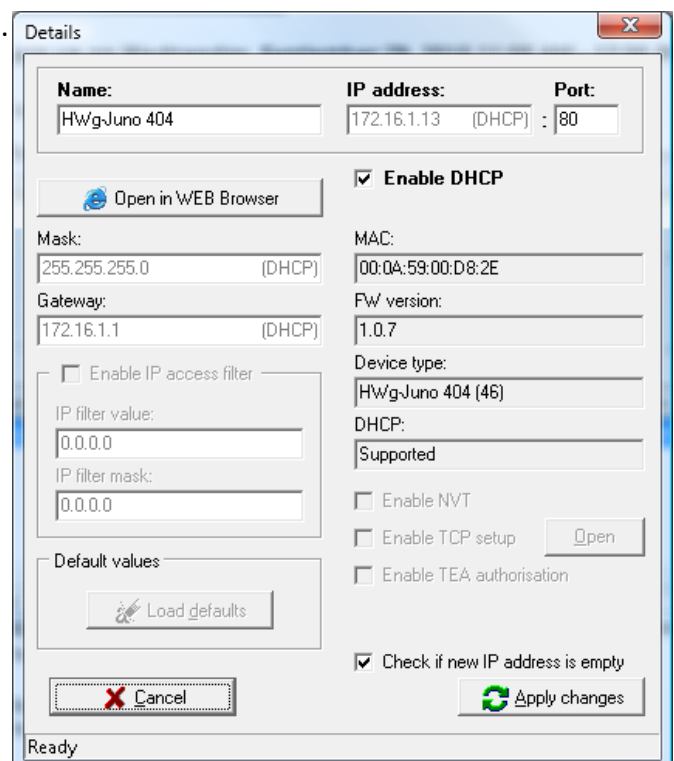 Details
Name: IP address: Port:
HWg-Juno 404 172.16.1.13 (DHCP) : 80
Open in WEB Browser
Enable DHCP
Mask: MAC:
255.255.255.0 (DHCP) 00:0A:59:00:D8:2E
Gateway: FW version:
172.16.1.1 (DHCP) 1.0.7
Enable IP access filter Device type:
HWg-Juno 404 (46)
IP filter value: DHCP:
0.0.0.0 Supported
IP filter mask:
0.0.0.0 Enable NVT
Enable TCP setup Open
Default values Enable TEA authorisation
Load defaults
Check if new IP address is empty
Cancel Apply changes
Ready